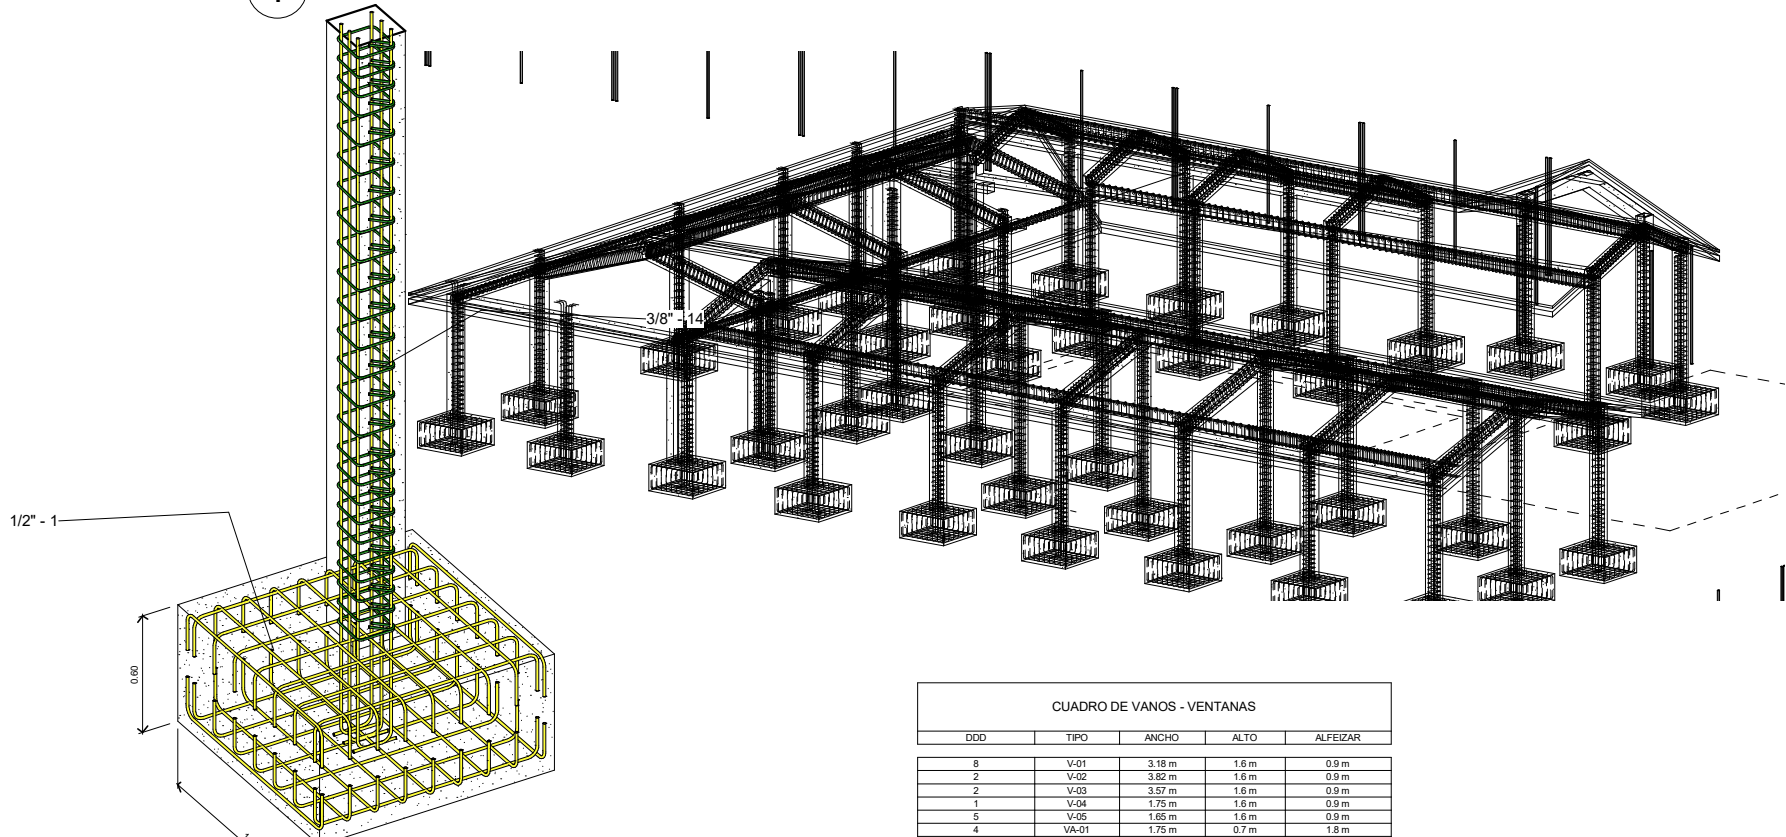 3/8" - 14
1/2" - 1
0.60
CUADRO DE VANOS - VENTANAS
DDD TIPO ANCHO ALTO ALFEIZAR
8 V-01 3.18 m 1.6 m 0.9 m
2 V-02 3.82 m 1.6 m 0.9 m
2 V-03 3.57 m 1.6 m 0.9 m
1 V-04 1.75 m 1.6 m 0.9 m
5 V-05 1.65 m 1.6 m 0.9 m
4 VA-01 1.75 m 0.7 m 1.8 m